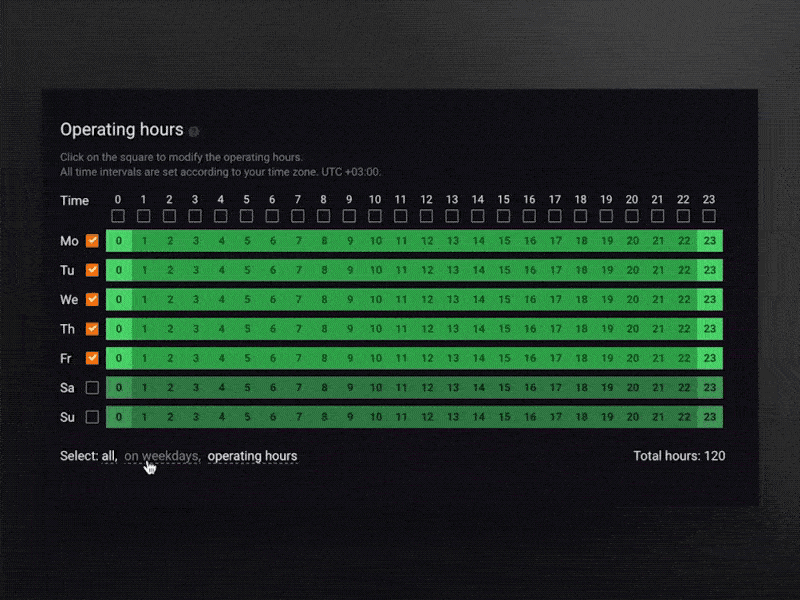 Operating hours ?
Click on the square to modify the operating hours.
All time intervals are set according to your time zone. UTC +03:00.
Time 0 1 2 3 4 5 6 7 8 9 10 11 12 13 14 15 16 17 18 19 20 21 22 23
Mo 0 1 2 3 4 5 6 7 8 9 10 11 12 13 14 15 16 17 18 19 20 21 22 23
Tu 0 1 2 3 4 5 6 7 8 9 10 11 12 13 14 15 16 17 18 19 20 21 22 23
We 0 1 2 3 4 5 6 7 8 9 10 11 12 13 14 15 16 17 18 19 20 21 22 23
Th 0 1 2 3 4 5 6 7 8 9 10 11 12 13 14 15 16 17 18 19 20 21 22 23
Fr 0 1 2 3 4 5 6 7 8 9 10 11 12 13 14 15 16 17 18 19 20 21 22 23
Sa 0 1 2 3 4 5 6 7 8 9 10 11 12 13 14 15 16 17 18 19 20 21 22 23
Su 0 1 2 3 4 5 6 7 8 9 10 11 12 13 14 15 16 17 18 19 20 21 22 23
Select: all, on weekdays, operating hours Total hours: 120